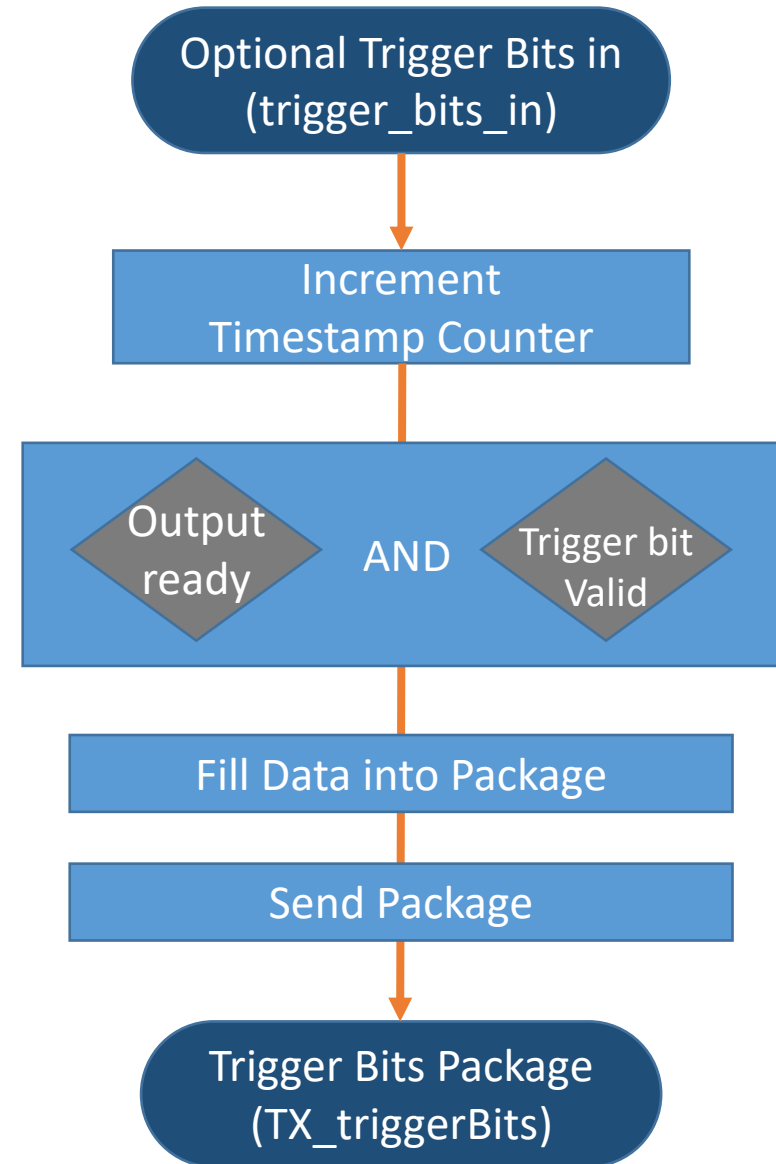 Optional Trigger Bits in
(trigger_bits_in)
Increment
Timestamp Counter
Output
ready
AND
Trigger bit
Valid
Fill Data into Package
Send Package
Trigger Bits Package
(TX_triggerBits)